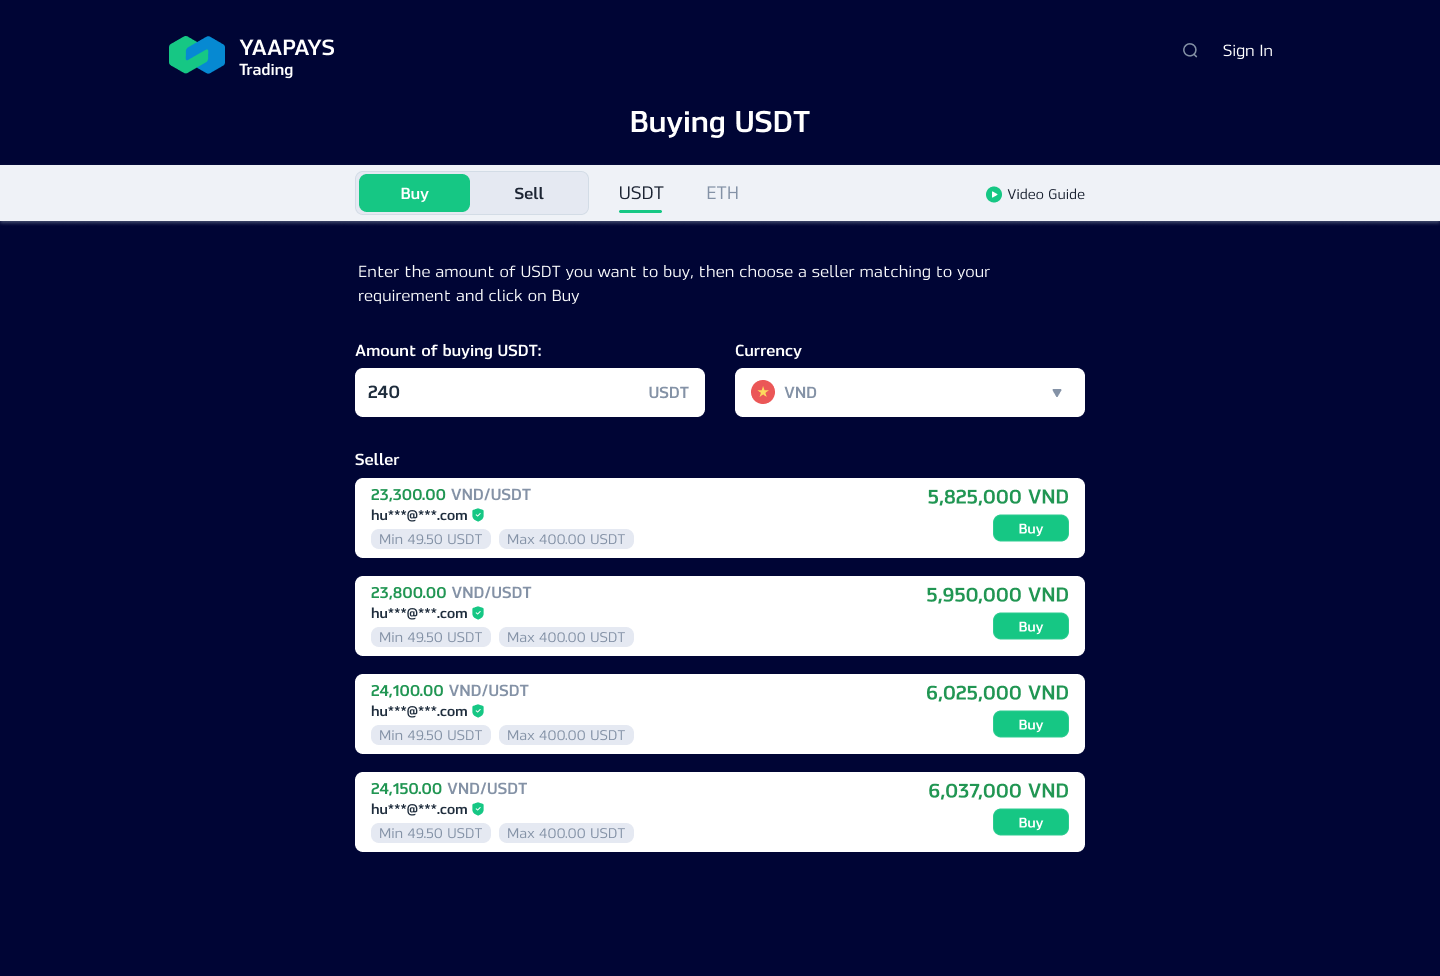 YAAPAYS
Trading
Sign In
Buying USDT
Buy
Sell
USDT
ETH
Video Guide
Enter the amount of USDT you want to buy, then choose a seller matching to your
requirement and click on Buy
Amount of buying USDT:
Currency
240
USDT
VND
Seller
23,300.00 VND/USDT
5,825,000 VND
hu***@***.com
Buy
Min 49.50 USDT
Max 400.00 USDT
23,800.00 VND/USDT
5,950,000 VND
hu***@***.com
Buy
Min 49.50 USDT
Max 400.00 USDT
24,100.00 VND/USDT
6,025,000 VND
hu***@***.com
Buy
Min 49.50 USDT
Max 400.00 USDT
24,150.00 VND/USDT
6,037,000 VND
hu***@***.com
Buy
Min 49.50 USDT
Max 400.00 USDT